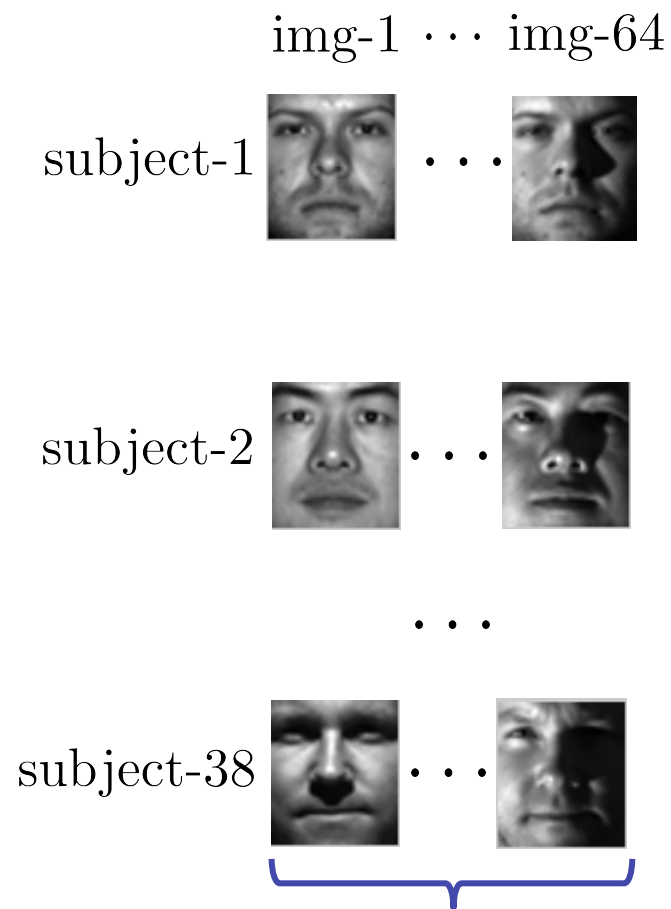 img-1 ··· img-64
subject-1 ···
subject-2 ···
···
subject-38 ···